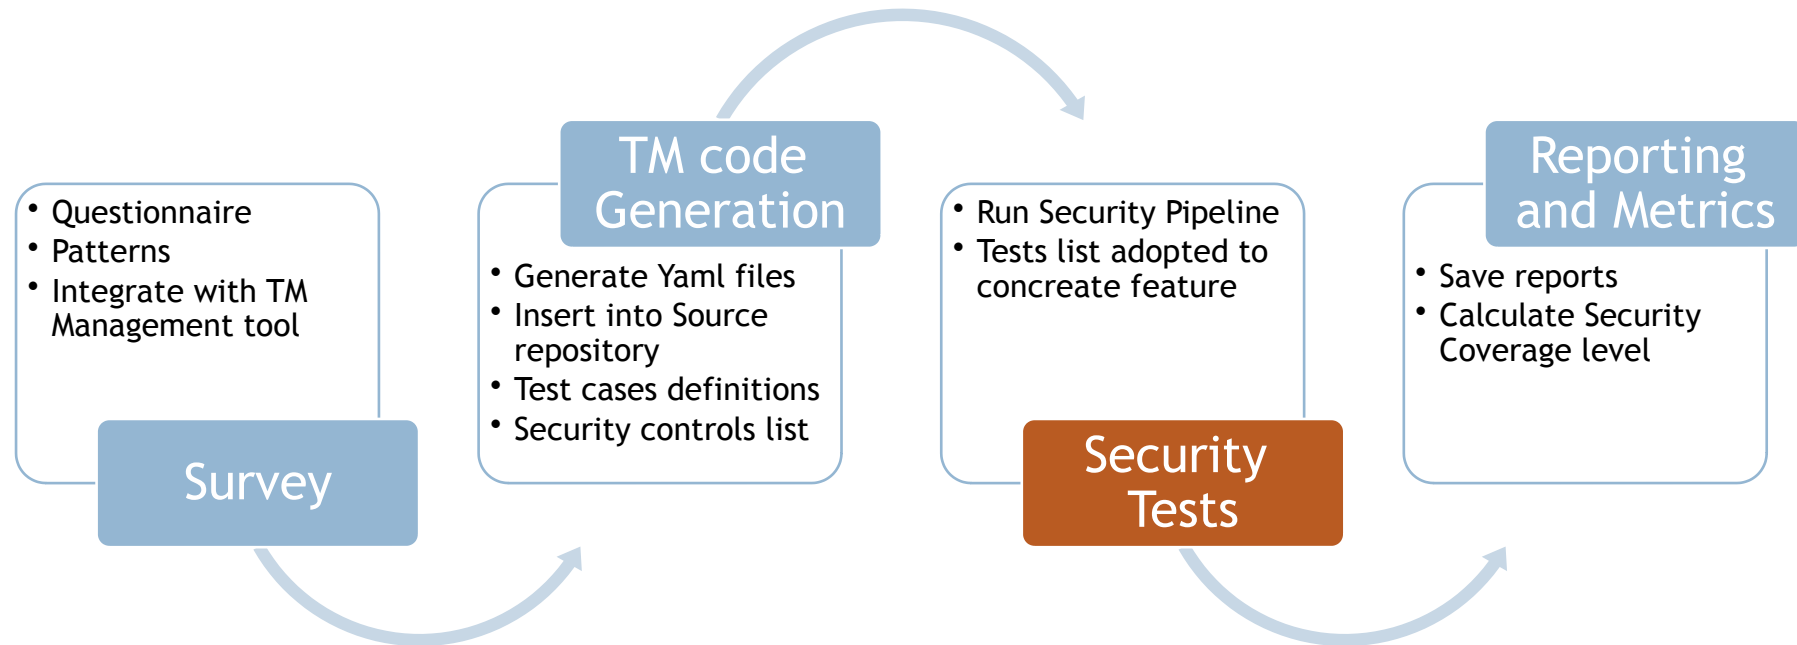 • Questionnaire
• Patterns
• Integrate with TM
Management tool
Survey
TM code
Generation
• Generate Yaml files
• Insert into Source
repository
• Test cases definitions
• Security controls list
• Run Security Pipeline
• Tests list adopted to
concreate feature
Security
Tests
Reporting
and Metrics
• Save reports
• Calculate Security
Coverage level